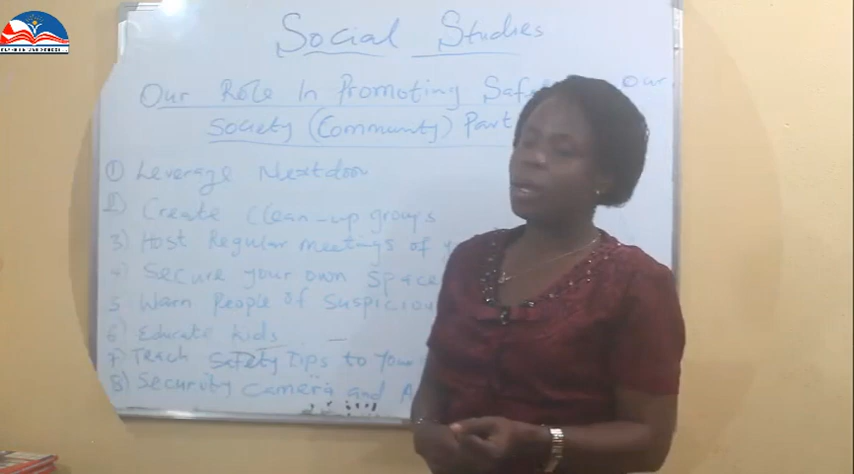 Social Studies
Our Role In Promoting Our
Society (Community) Part
① Leverage Nextdoor
2) Create Clean-up groups
3) Host Regular meetings of
4) Secure your own Space
5 Warn People of
6) Educate kids
7 Teach Safety tips to
8) Security Camera and